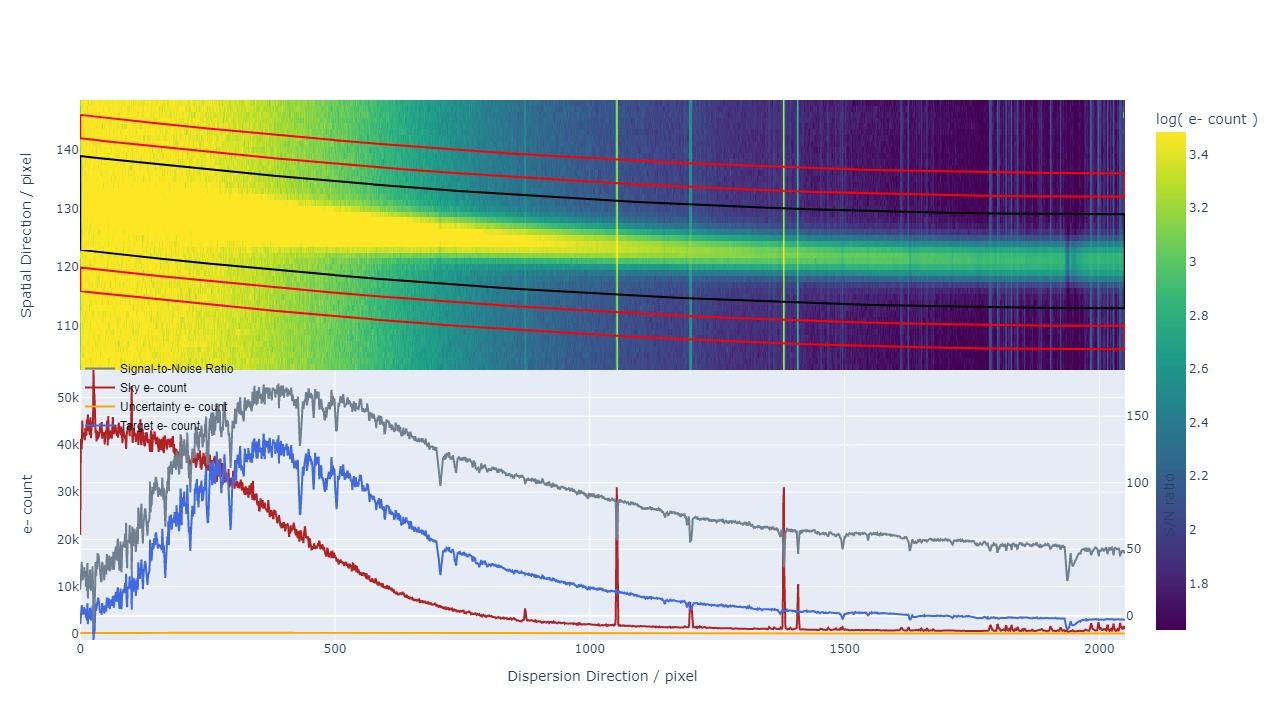 log( e- count )
140
130
120
110
Spatial Direction / pixel
3.4
3.2
3
2.8
2.6
2.4
2.2
2
1.8
Signal-to-Noise Ratio
Sky e- count
Uncertainty e- count
Target e- count
50k
40k
30k
20k
10k
0
e- count
150
100
50
0
S/N ratio
0
500
1000
1500
2000
Dispersion Direction / pixel